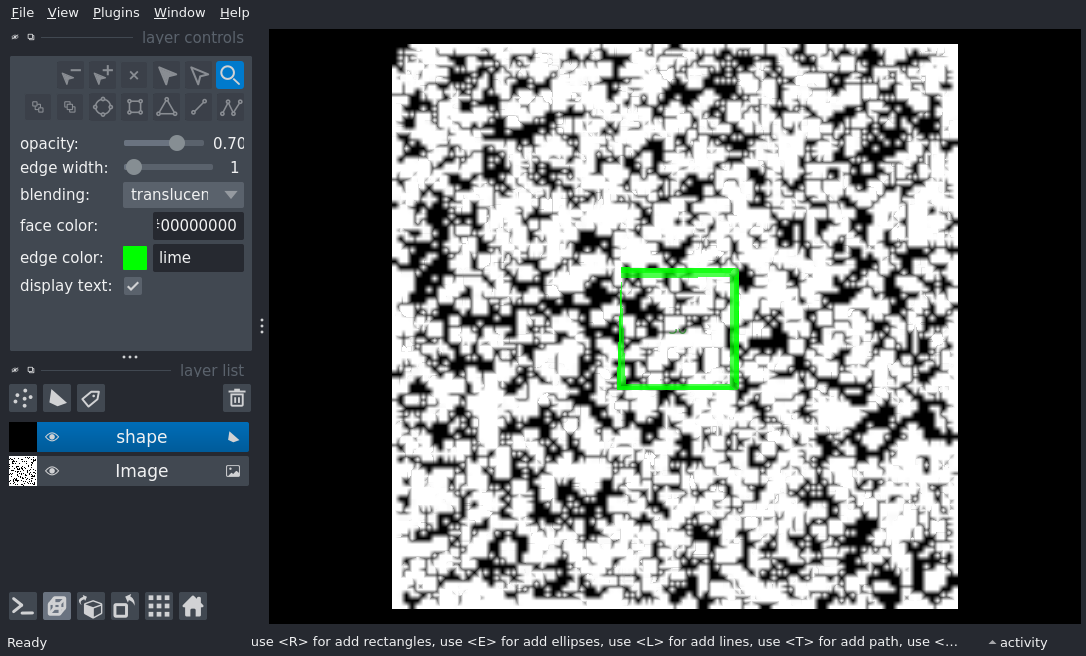 File View Plugins Window Help
layer controls
opacity: 0.70
edge width: 1
blending: translucen
face color: 00000000
edge color: lime
display text:
layer list
shape
Image
Ready use <R> for add rectangles, use <E> for add ellipses, use <L> for add lines, use <T> for add path, use <... activity